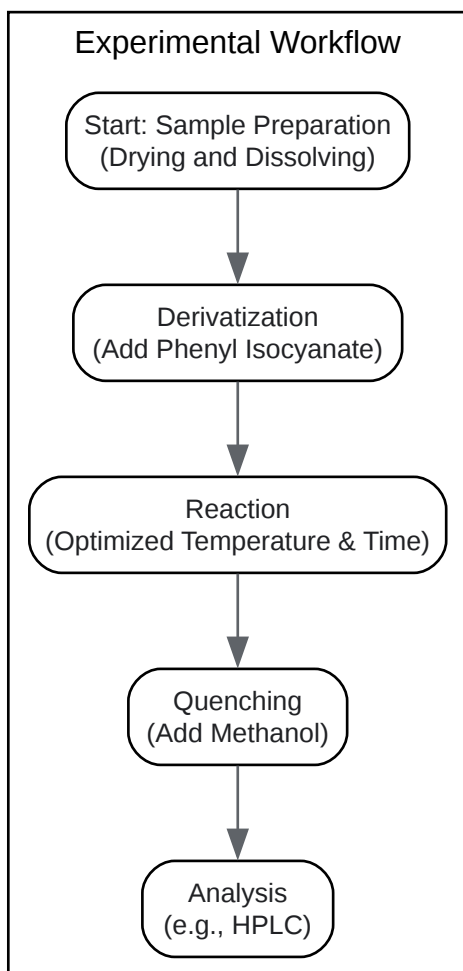 Experimental Workflow
Start: Sample Preparation
(Drying and Dissolving)
Derivatization
(Add Phenyl Isocyanate)
Reaction
(Optimized Temperature & Time)
Quenching
(Add Methanol)
Analysis
(e.g., HPLC)